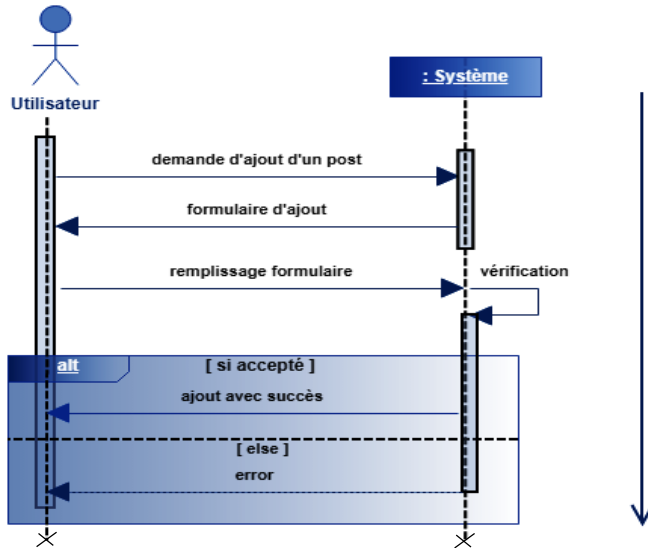 Utilisateur
: Système
demande d'ajout d'un post
formulaire d'ajout
remplissage formulaire
vérification
alt
[ si accepté ]
ajout avec succès
[ else ]
error